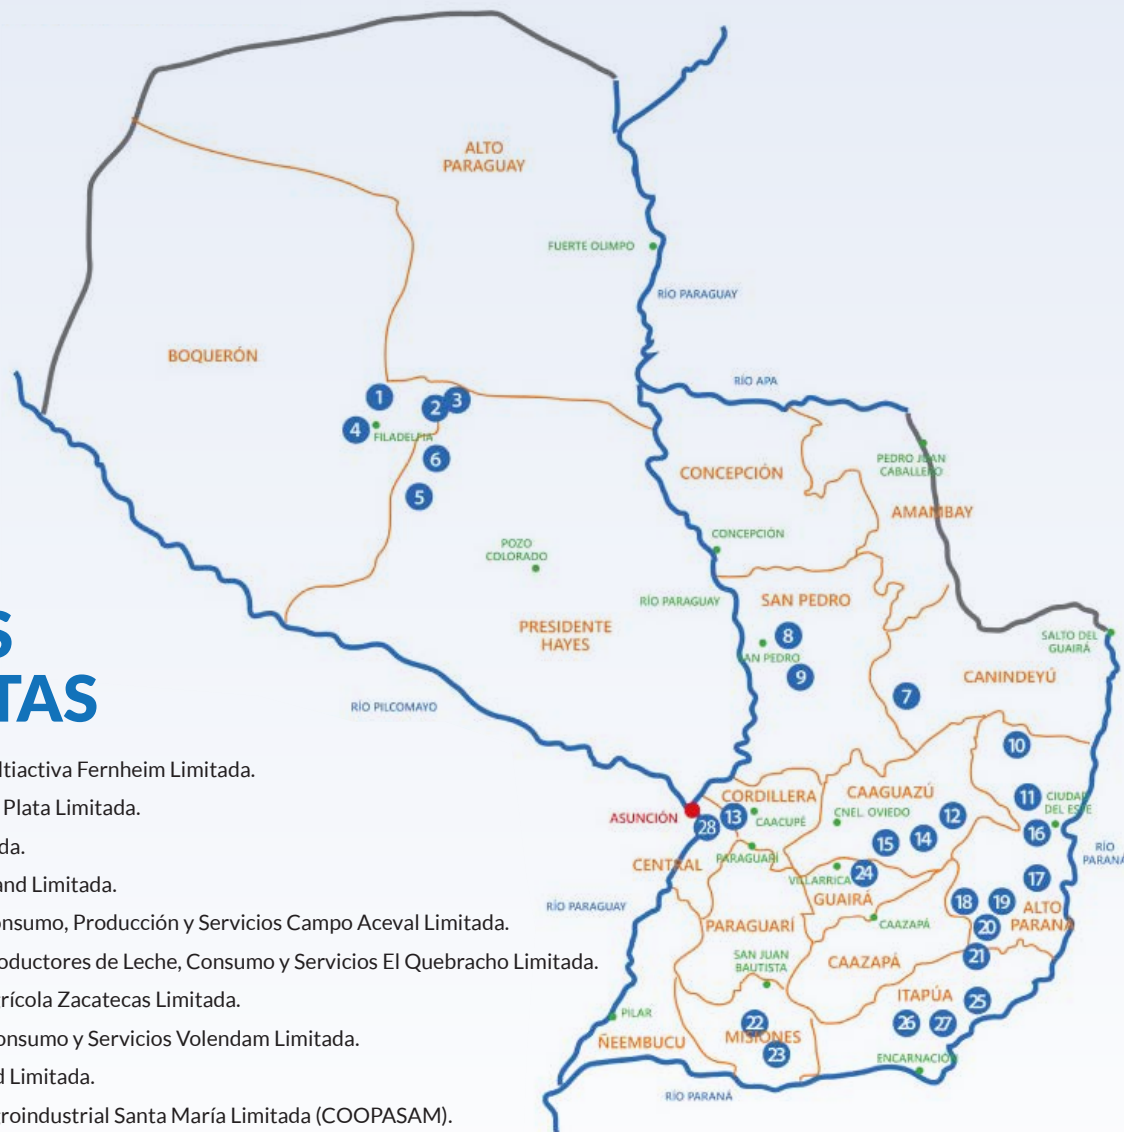 ALTO
PARAGUAY
FUERTE OLIMPO
RÍO PARAGUAY
BOQUERÓN
RÍO APA
1
2
3
4
FILADELFIA
6
5
PEDRO JUAN
CABALLERO
CONCEPCIÓN
AMAMBAY
CONCEPCIÓN
POZO
COLORADO
RÍO PARAGUAY
SAN PEDRO
PRESIDENTE
HAYES
8
SAN PEDRO
9
SALTO DEL
GUAIRÁ
CANINDEYÚ
7
RÍO PILCOMAYO
S
TAS
10
ltiactiva Fernheim Limitada.
Plata Limitada.
da.
and Limitada.
onsumo, Producción y Servicios Campo Aceval Limitada.
oductores de Leche, Consumo y Servicios El Quebracho Limitada.
rícola Zacatecas Limitada.
onsumo y Servicios Volendam Limitada.
d Limitada.
groindustrial Santa María Limitada (COOPASAM).
ASUNCIÓN
28
13
CORDILLERA
CAACUPÉ
CAAGUAZÚ
CNEL. OVIEDO
12
11
CIUDAD
DEL ESTE
16
15
14
RÍO
PARANÁ
CENTRAL
PARAGUARÍ
VILLARRICA
24
GUAIRÁ
17
18
19
ALTO
PARANÁ
20
RÍO PARAGUAY
PARAGUARÍ
CAAZAPÁ
SAN JUAN
BAUTISTA
CAAZAPÁ
21
ITAPÚA
25
PILAR
ÑEEMBUCU
22
MISIONES
23
26
27
ENCARNACIÓN
RÍO PARANÁ